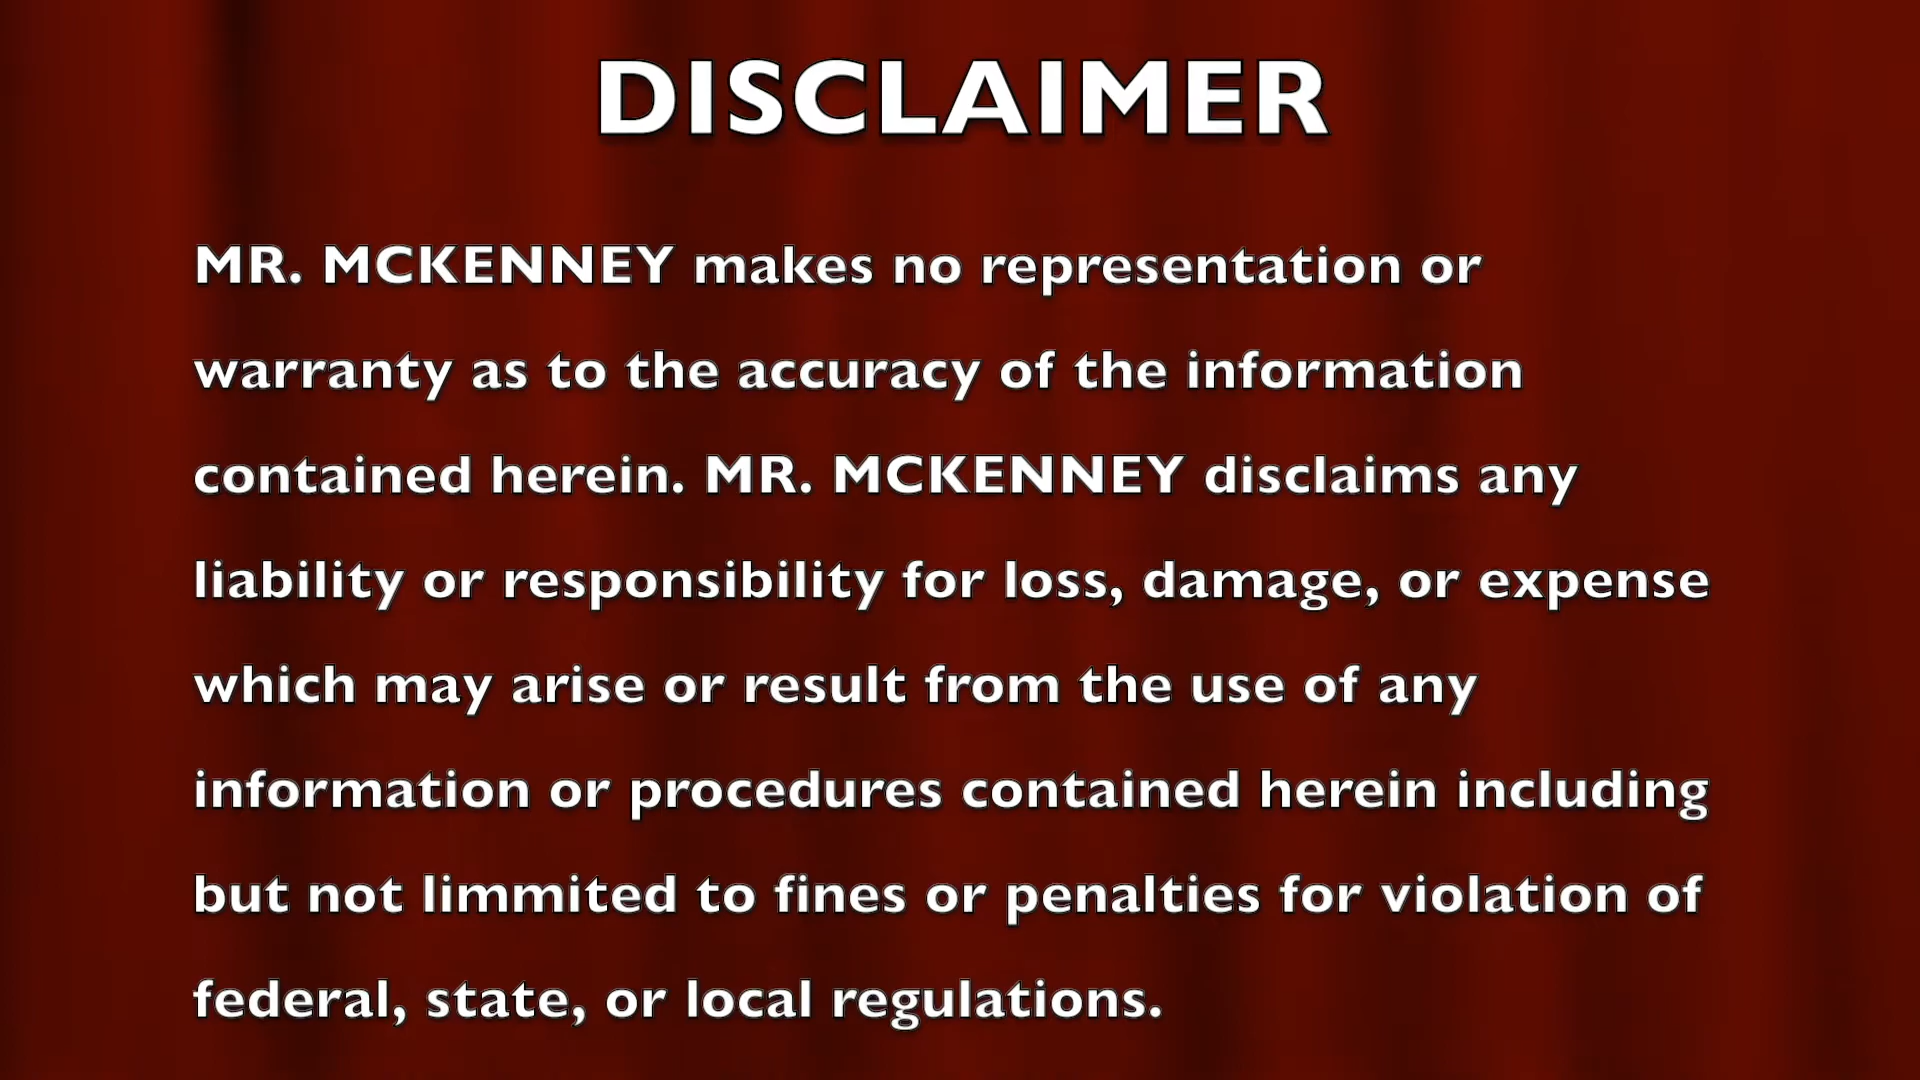 DISCLAIMER
MR. MCKENNEY makes no representation or
warranty as to the accuracy of the information
contained herein. MR. MCKENNEY disclaims any
liability or responsibility for loss, damage, or expense
which may arise or result from the use of any
information or procedures contained herein including
but not limmited to fines or penalties for violation of
federal, state, or local regulations.